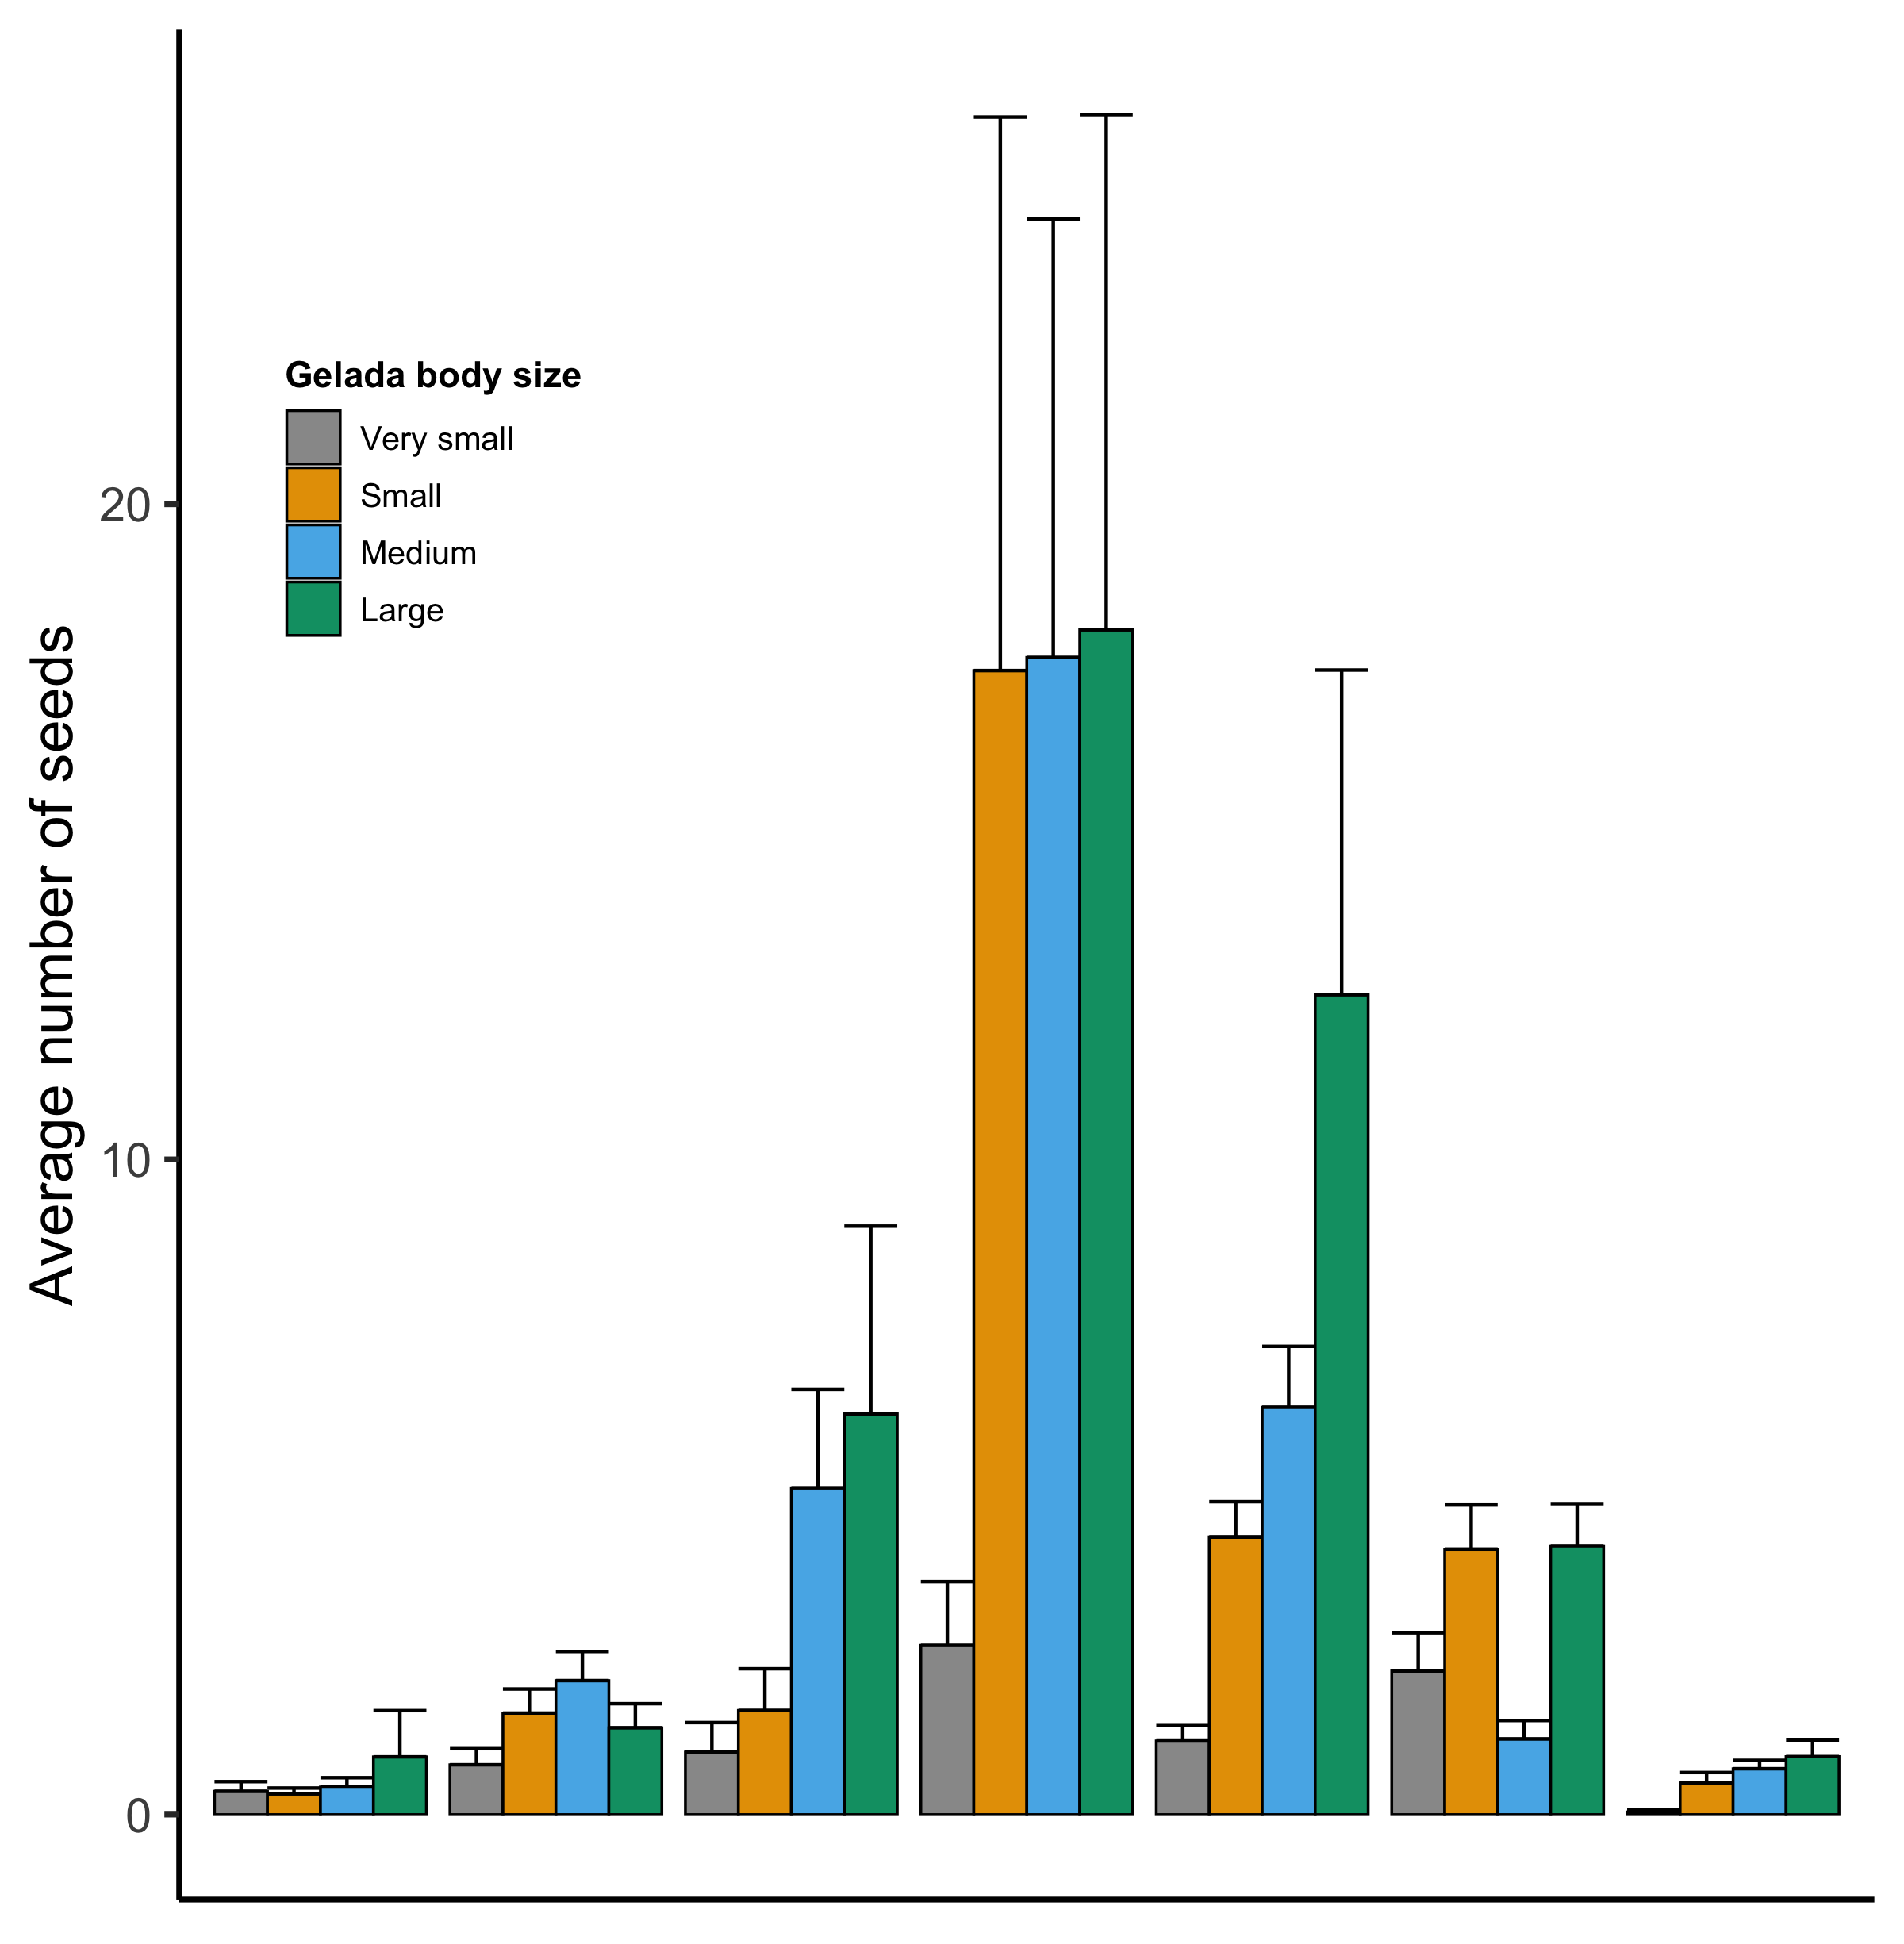 Average number of seeds
20
10
0
Gelada body size
Very small
Small
Medium
Large